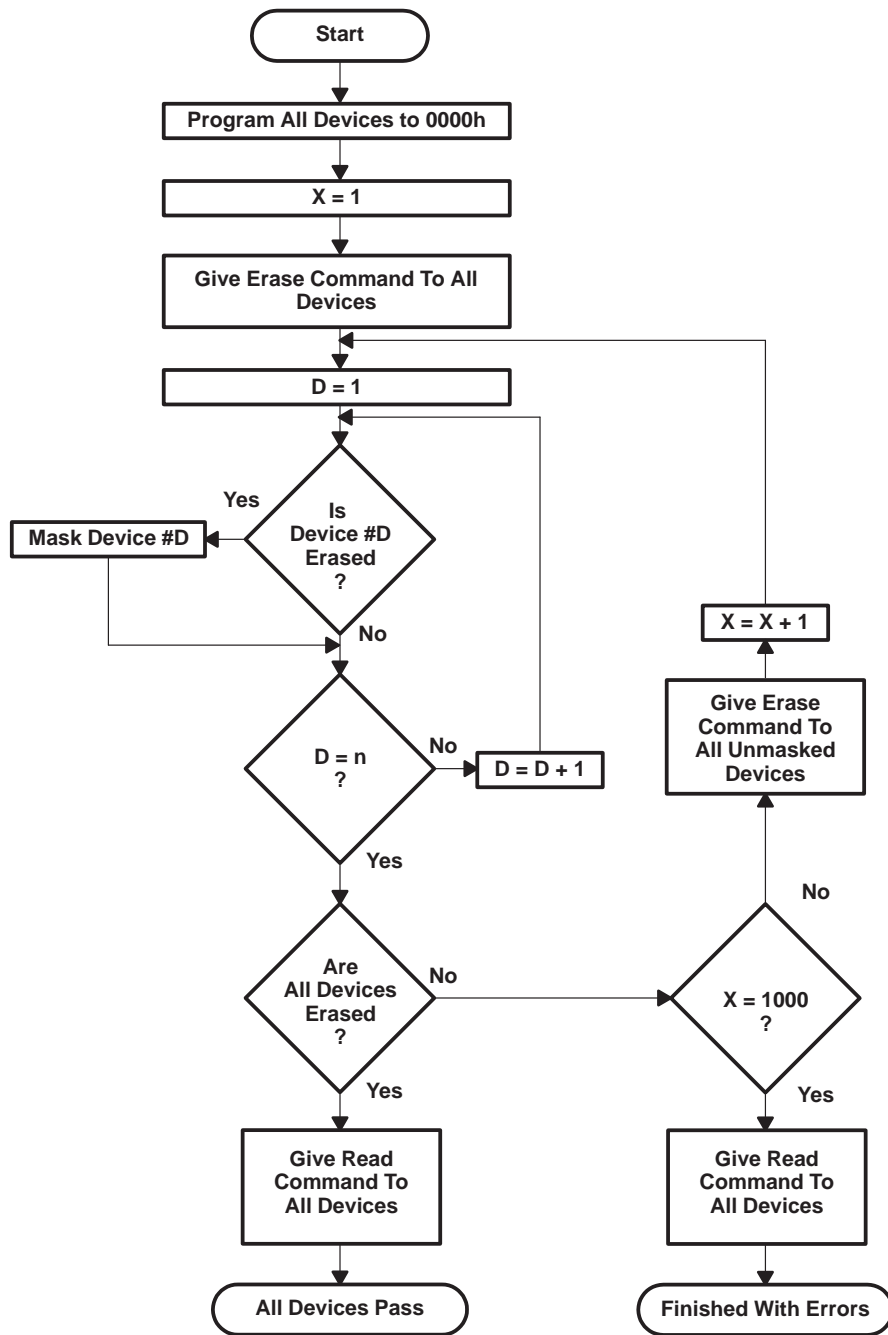 Start
Program All Devices to 0000h
X = 1
Give Erase Command To All
Devices
D = 1
Yes
Is
Device #D
Erased
?
Mask Device #D
No
X = X + 1
Give Erase
Command To
All Unmasked
Devices
D = n
?
No
D = D + 1
Yes
No
Are
All Devices
Erased
?
No
X = 1000
?
Yes
Yes
Give Read
Command To
All Devices
Give Read
Command To
All Devices
All Devices Pass
Finished With Errors